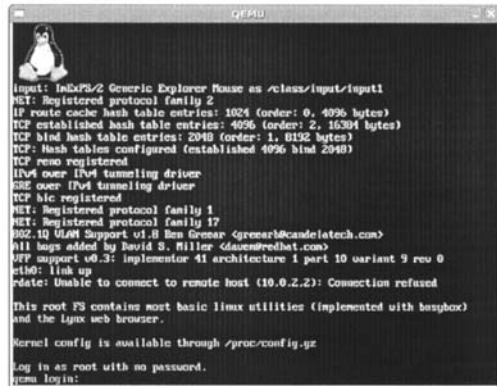 QEMU
input: ImExPS/2 Generic Explorer Mouse as /class/input/input1
NET: Registered protocol family 2
IP route cache hash table entries: 1024 (order: 0, 4096 bytes)
TCP established hash table entries: 4096 (order: 2, 16384 bytes)
TCP bind hash table entries: 2048 (order: 1, 8192 bytes)
TCP: Hash tables configured (established 4096 bind 2048)
TCP reno registered
IPv4 over IPv4 tunneling driver
GRE over IPv4 tunneling driver
TCP bic registered
NET: Registered protocol family 1
NET: Registered protocol family 17
802.1Q VLAN Support v1.8 Ben Greear <greearb@candelatech.com>
All bugs added by David S. Miller <davem@redhat.com>
VFP support v0.3: implementor 41 architecture 1 part 10 variant 9 rev 0
eth0: link up
rdate: Unable to connect to remote host (10.0.2.2): Connection refused
This root FS contains most basic linux utilities (implemented with busybox)
and the Lynx web browser.
Kernel config is available through /proc/config.gz
Log in as root with no password.
qemu login: